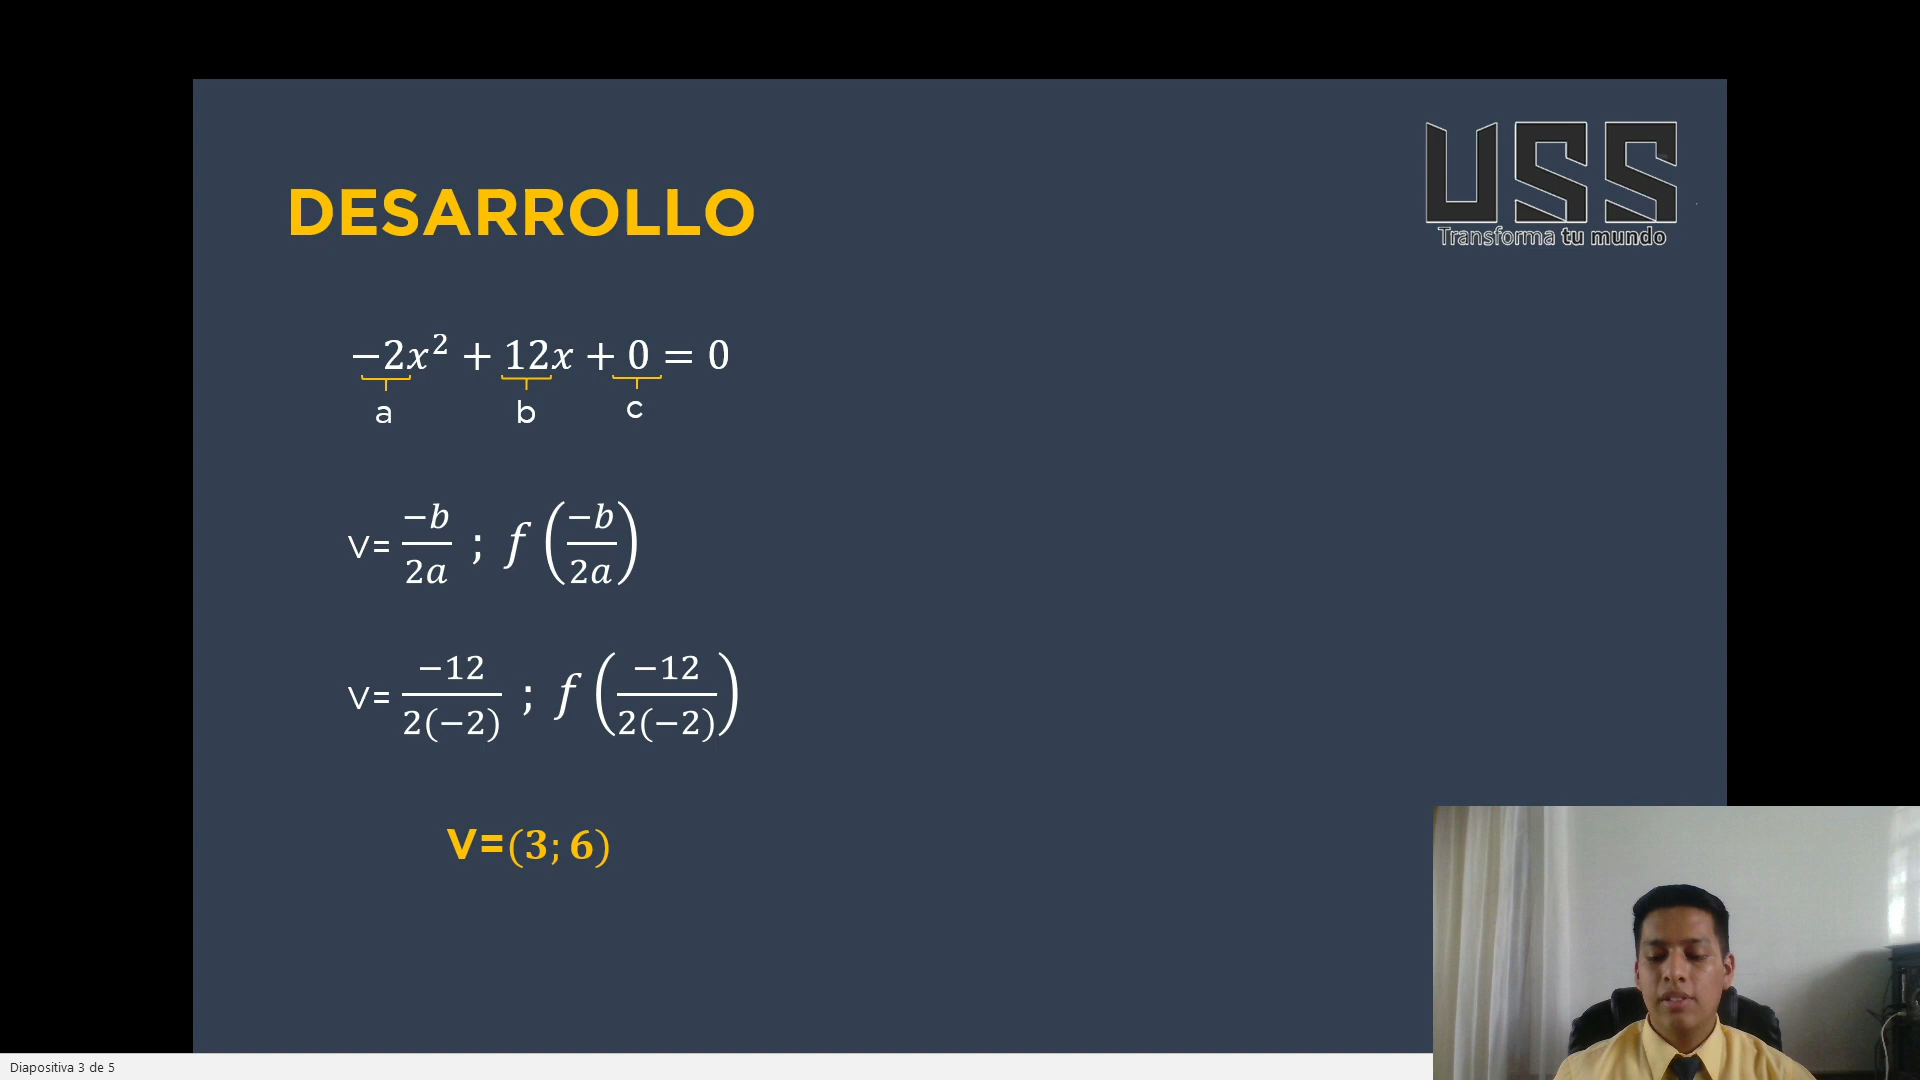 USS
Transforma tu mundo
DESARROLLO
−2x² + 12x + 0 = 0
a b c
V= −b/2a ; f(−b/2a)
V= −12/2(−2) ; f(−12/2(−2))
V=(3; 6)
Diapositiva 3 de 5